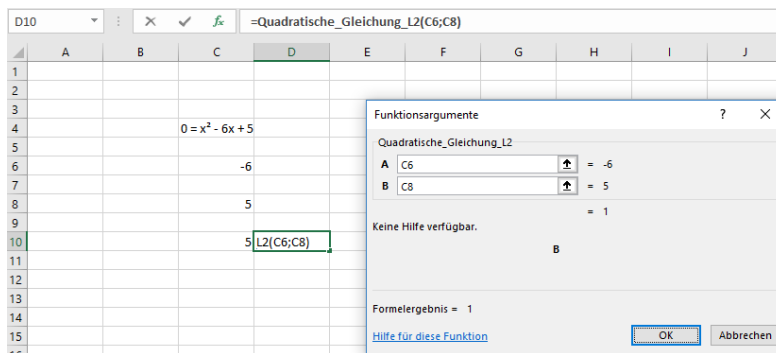 D10 fx =Quadratische_Gleichung_L2(C6;C8)
A B C D E F G H I J
1
2
3
Funktionsargumente ? ×
4 0 = x² - 6x + 5
Quadratische_Gleichung_L2
5
A C6 = -6
6 -6
B C8 = 5
7
8 5
= 1
9
Keine Hilfe verfügbar.
10 5 L2(C6;C8)
B
11
12
13
Formelergebnis = 1
14
15
Hilfe für diese Funktion OK Abbrechen
16